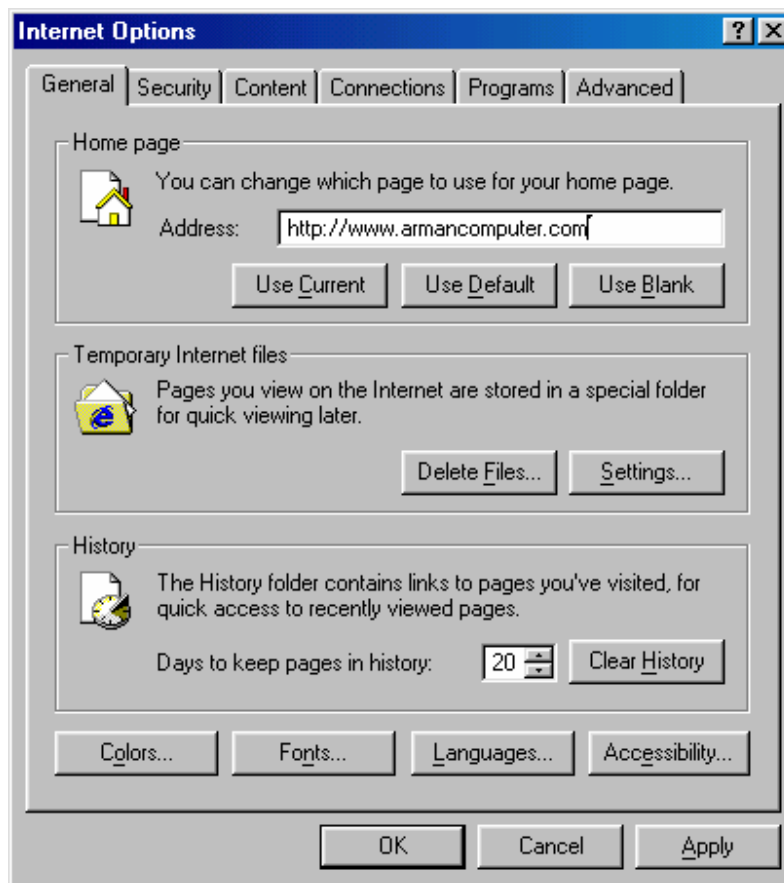 Internet Options
General Security Content Connections Programs Advanced
Home page
You can change which page to use for your home page.
Address: http://www.armancomputer.com
Use Current Use Default Use Blank
Temporary Internet files
Pages you view on the Internet are stored in a special folder
for quick viewing later.
Delete Files... Settings...
History
The History folder contains links to pages you've visited, for
quick access to recently viewed pages.
Days to keep pages in history: 20 Clear History
Colors... Fonts... Languages... Accessibility...
OK Cancel Apply